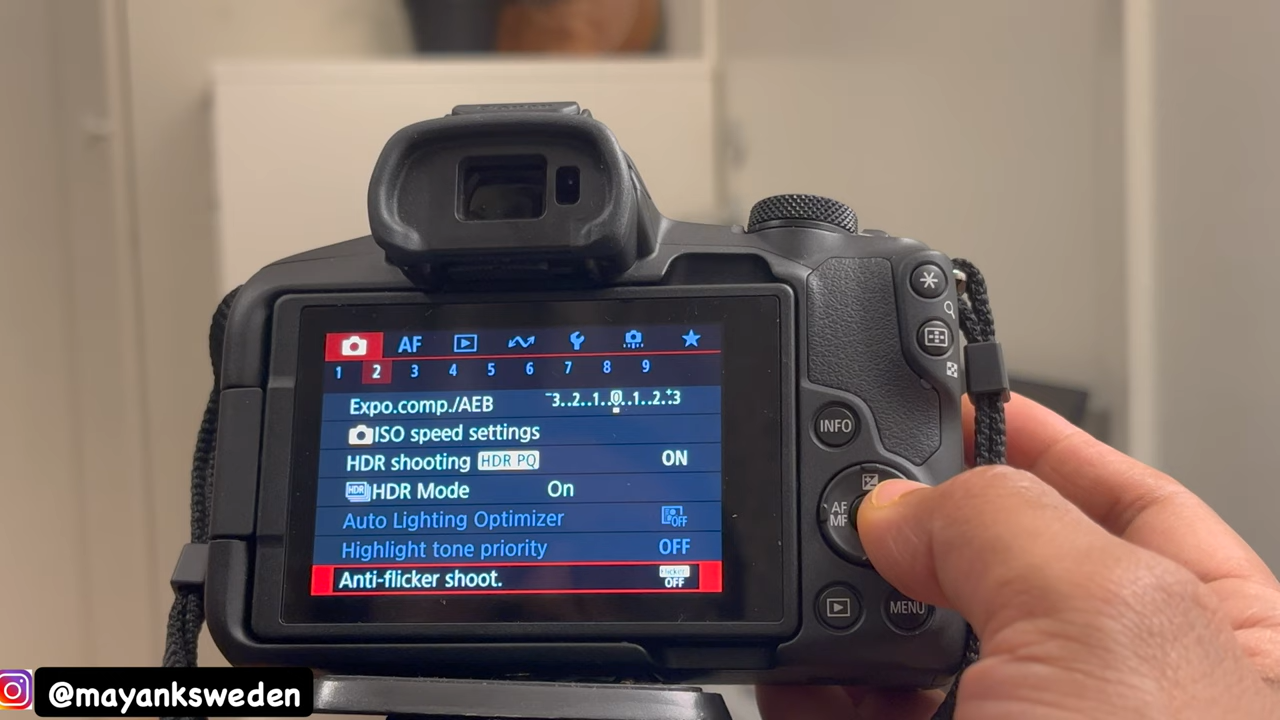 AF
1 2 3 4 5 6 7 8 9
Expo.comp./AEB -3..2..1..0..1..2.:+3
ISO speed settings
HDR shooting HDR PQ ON
HDR HDR Mode On
Auto Lighting Optimizer OFF
Highlight tone priority OFF
Anti-flicker shoot. Flicker OFF
INFO
AF
MF
MENU
@mayanksweden